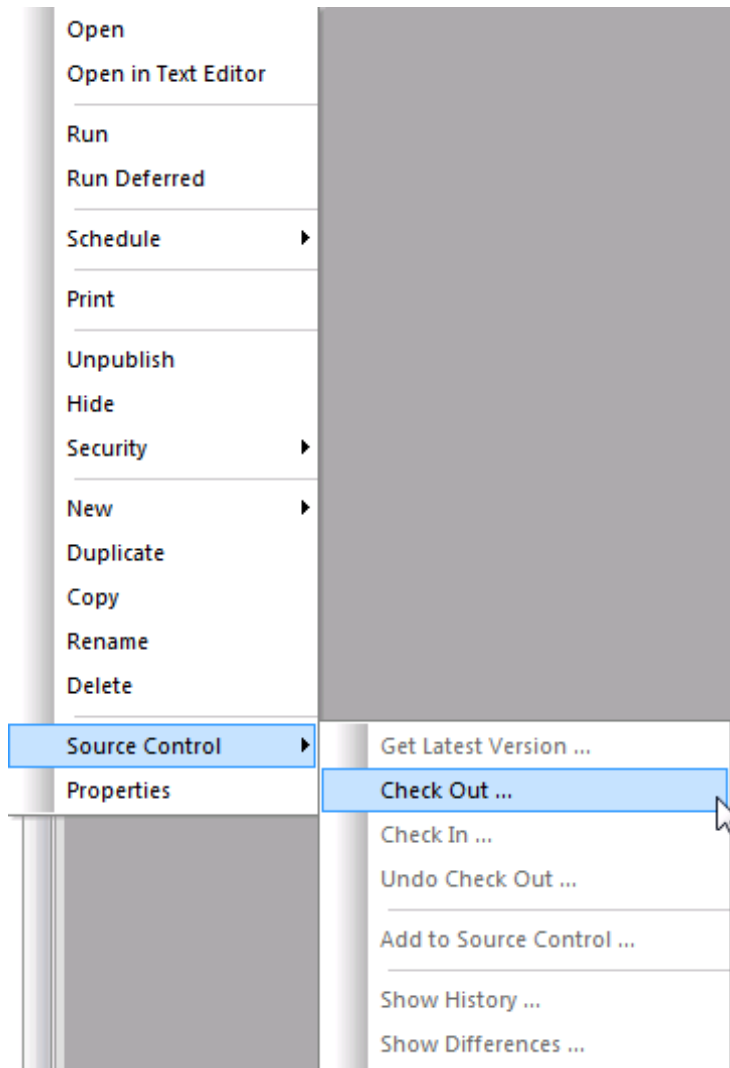 Open
Open in Text Editor
Run
Run Deferred
Schedule
Print
Unpublish
Hide
Security
New
Duplicate
Copy
Rename
Delete
Source Control
Properties
Get Latest Version ...
Check Out ...
Check In ...
Undo Check Out ...
Add to Source Control ...
Show History ...
Show Differences ...